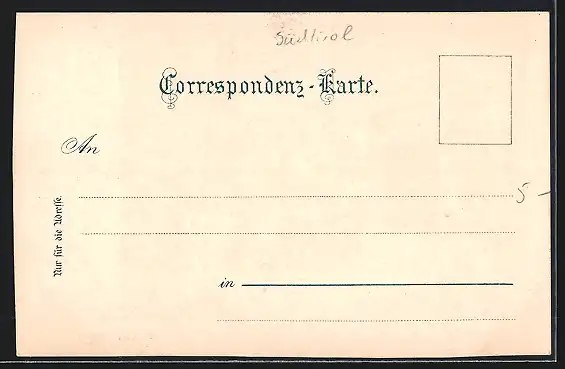 Südtirol
Correspondenz-Karte.
An
5-
Nur für die Adresse.
in